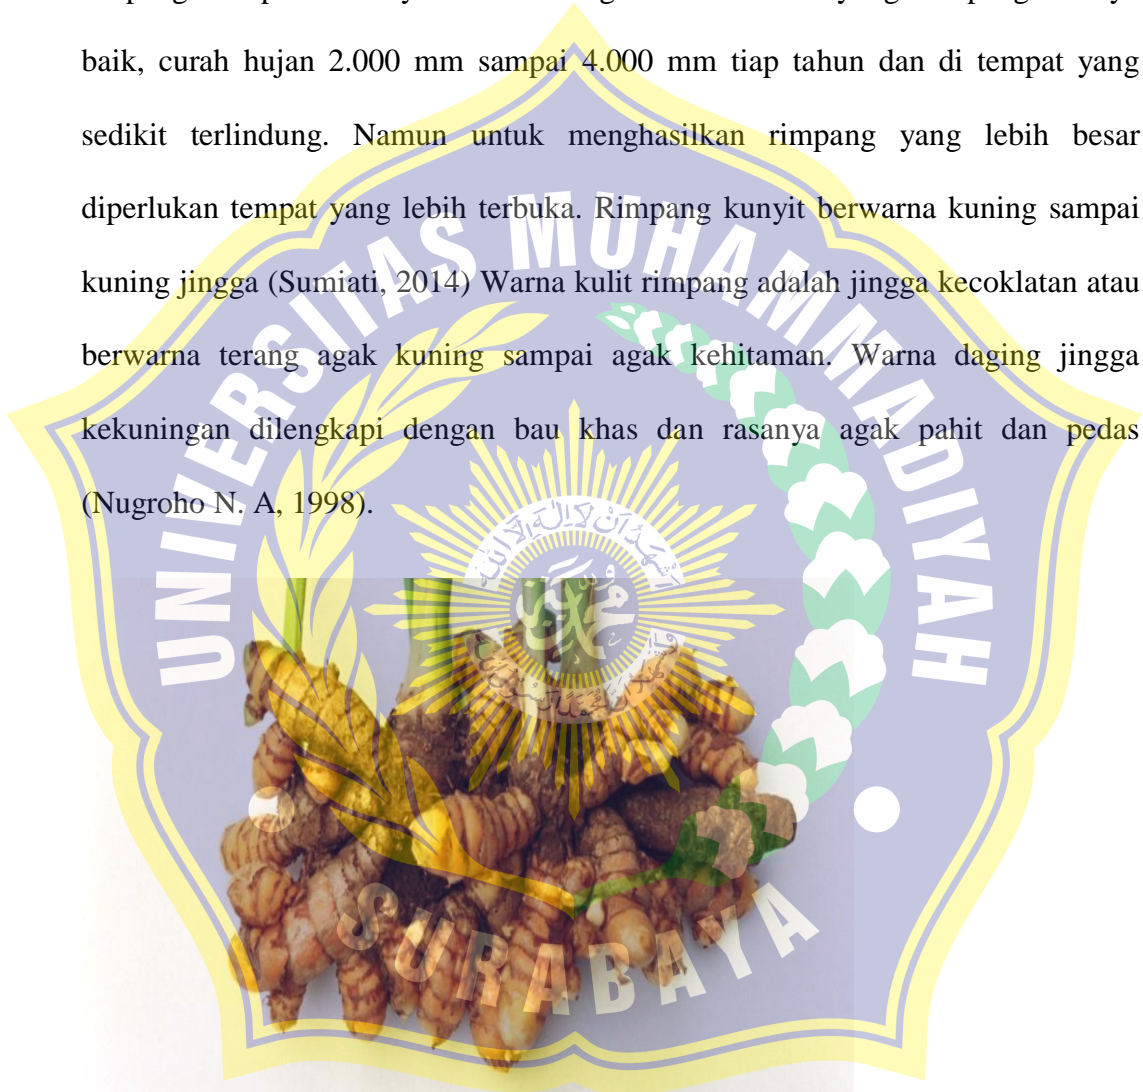 baik, curah hujan 2.000 mm sampai 4.000 mm tiap tahun dan di tempat yang
sedikit terlindung. Namun untuk menghasilkan rimpang yang lebih besar
diperlukan tempat yang lebih terbuka. Rimpang kunyit berwarna kuning sampai
kuning jingga (Sumiati, 2014) Warna kulit rimpang adalah jingga kecoklatan atau
berwarna terang agak kuning sampai agak kehitaman. Warna daging jingga
kekuningan dilengkapi dengan bau khas dan rasanya agak pahit dan pedas
(Nugroho N. A, 1998).
UNIVERSITAS MUHAMMADIYAH
SURABAYA